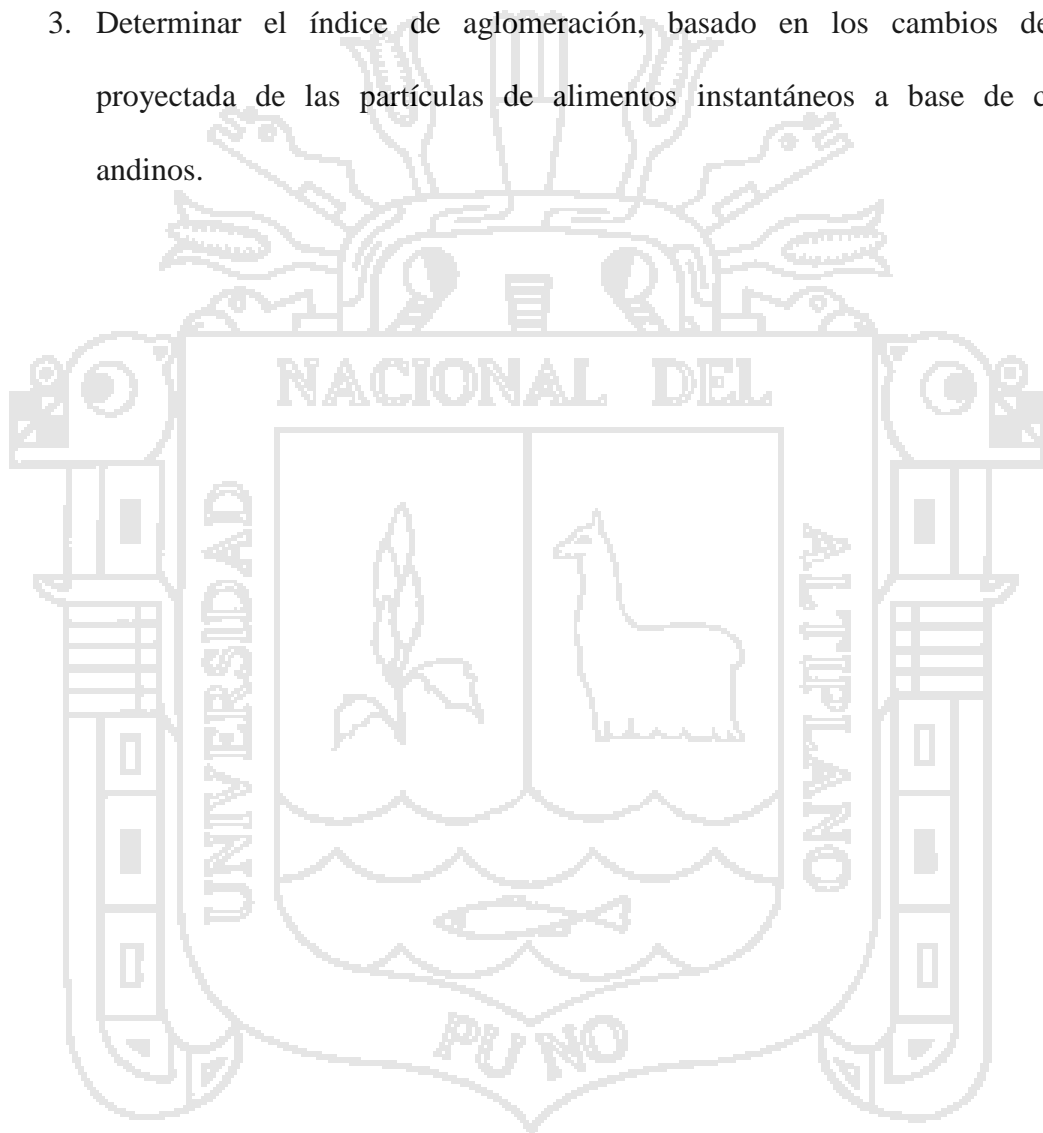 3. Determinar el índice de aglomeración, basado en los cambios de
proyectada de las partículas de alimentos instantáneos a base de c
andinos.
NACIONAL DEL
UNIVERSIDAD
ALTIPLANO
PUNO